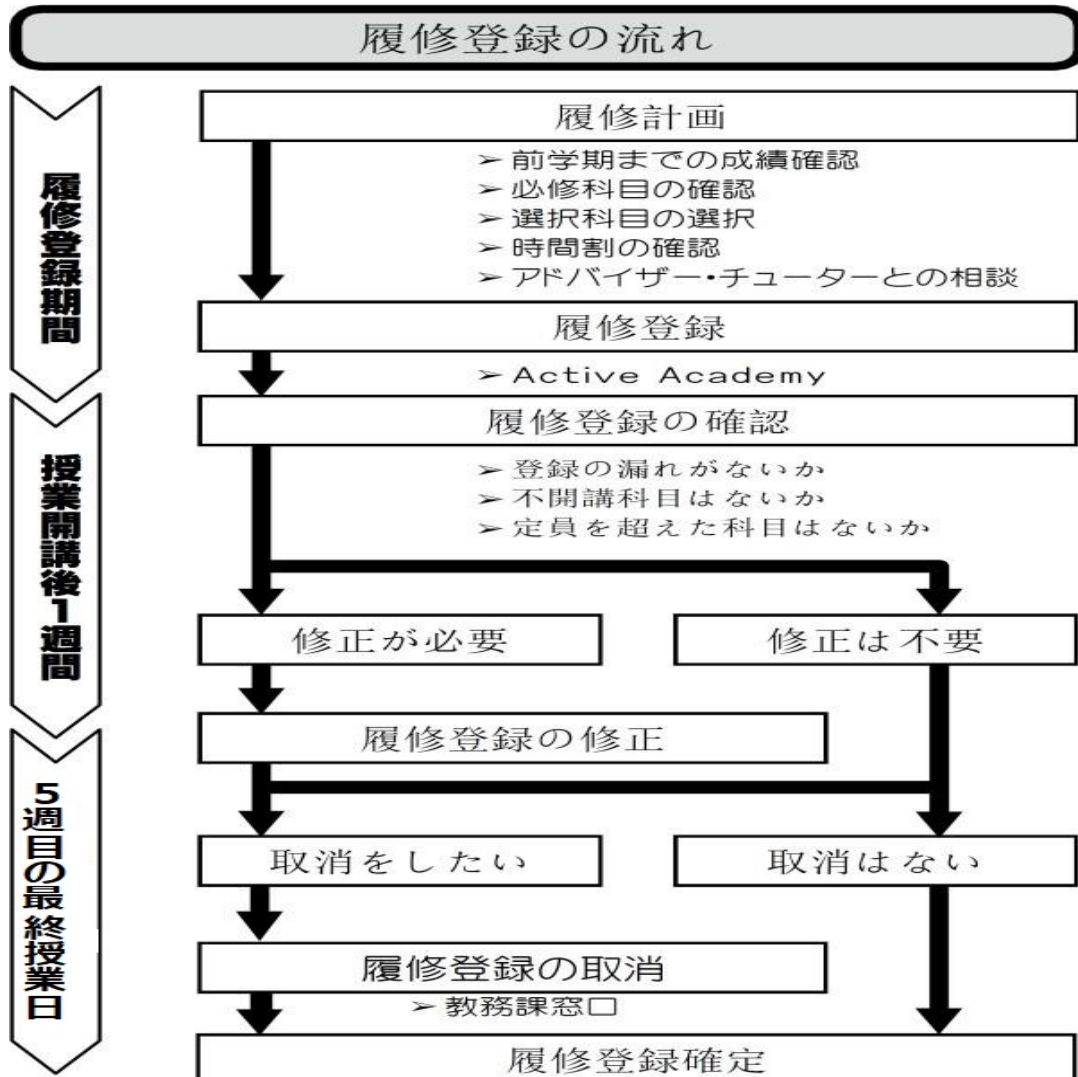 履修登録の流れ
履修登録期間
履修計画
➢ 前学期までの成績確認
➢ 必修科目の確認
➢ 選択科目の選択
➢ 時間割の確認
➢ アドバイザー・チューターとの相談
履修登録
➢ Active Academy
授業開講後1週間
履修登録の確認
➢ 登録の漏れがないか
➢ 不開講科目はないか
➢ 定員を超えた科目はないか
修正が必要
修正は不要
履修登録の修正
5週目の最終授業日
取消をしたい
取消はない
履修登録の取消
➢ 教務課窓口
履修登録確定